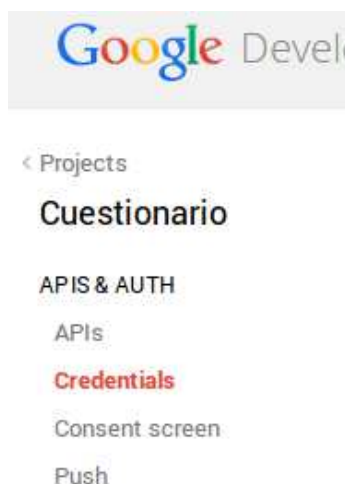 Google Devel
< Projects
Cuestionario
APIS & AUTH
APIs
Credentials
Consent screen
Push